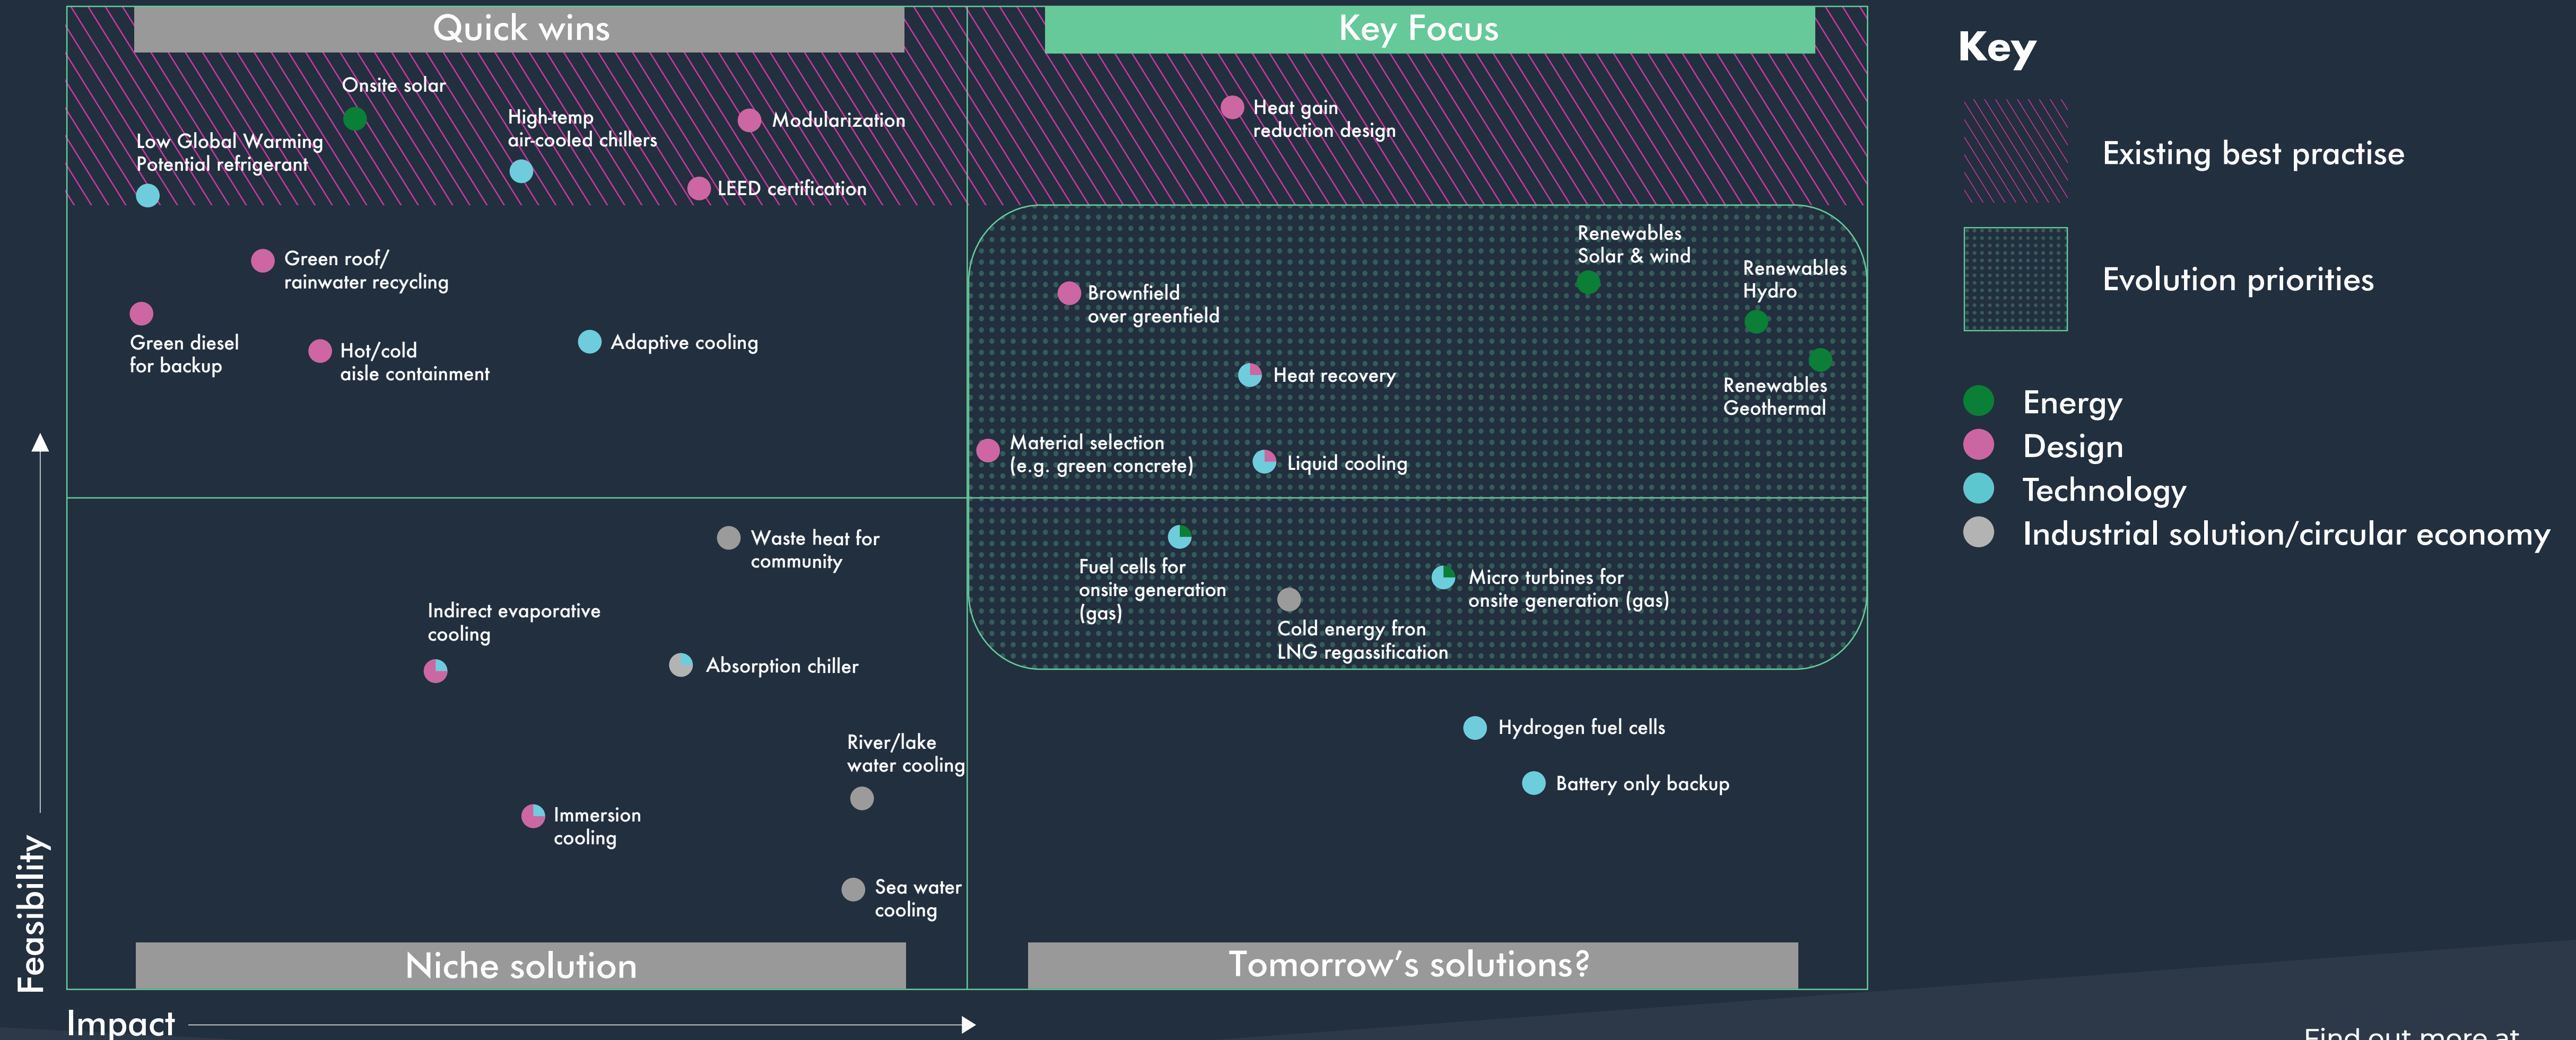 Quick wins
Key Focus
Key
Onsite solar
High-temp
air-cooled chillers
Modularization
Low Global Warming
Potential refrigerant
LEED certification
Heat gain
reduction design
Existing best practise
Green roof/
rainwater recycling
Green diesel
for backup
Hot/cold
aisle containment
Adaptive cooling
Renewables
Solar & wind
Renewables
Hydro
Brownfield
over greenfield
Heat recovery
Renewables
Geothermal
Material selection
(e.g. green concrete)
Liquid cooling
Evolution priorities
Energy
Design
Technology
Industrial solution/circular economy
Waste heat for
community
Indirect evaporative
cooling
Absorption chiller
River/lake
water cooling
Immersion
cooling
Sea water
cooling
Fuel cells for
onsite generation
(gas)
Micro turbines for
onsite generation (gas)
Cold energy fron
LNG regassification
Hydrogen fuel cells
Battery only backup
Niche solution
Tomorrow's solutions?
Feasibility
Impact
Find out more at